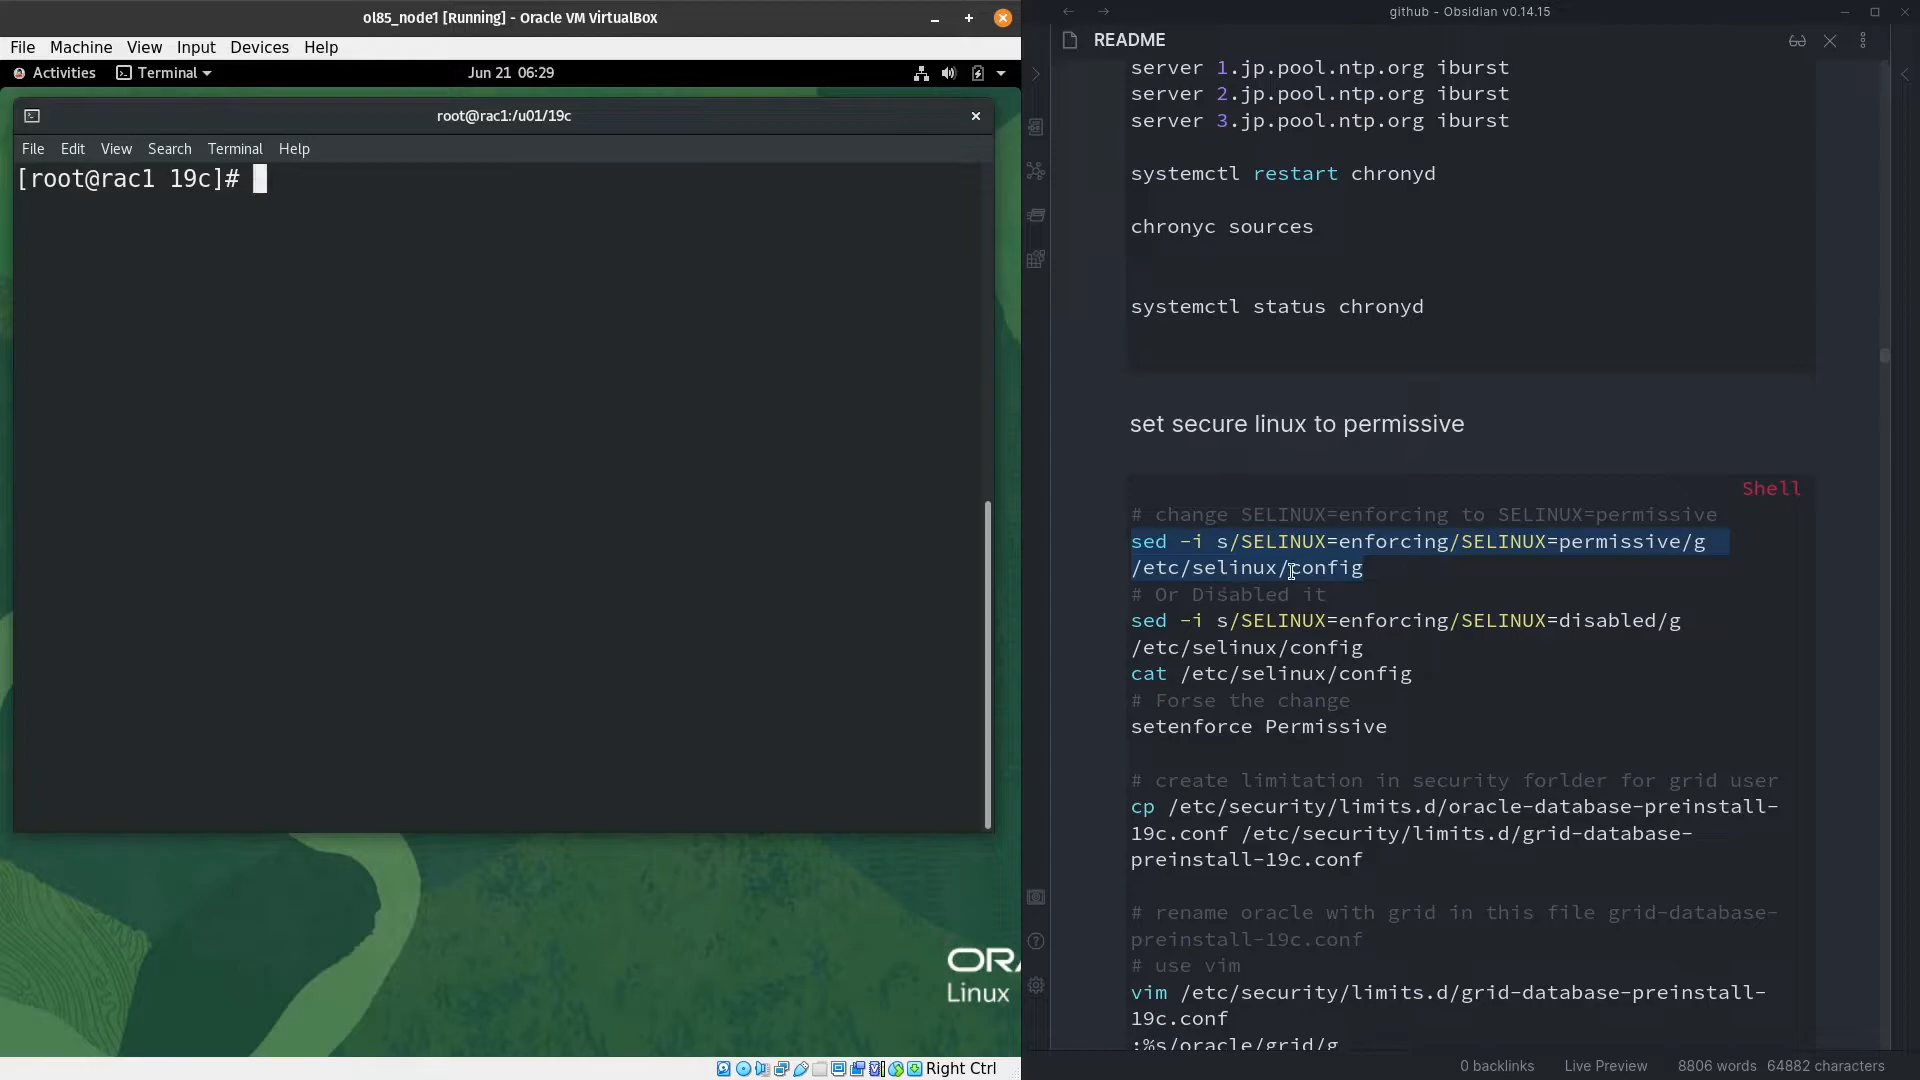 ol85_node1 [Running] - Oracle VM VirtualBox
File Machine View Input Devices Help
Activities Terminal Jun 21 06:29
root@rac1:/u01/19c
File Edit View Search Terminal Help
[root@rac1 19c]#
ORA
Linux
Right Ctrl
github - Obsidian v0.14.15
README
server 1.jp.pool.ntp.org iburst
server 2.jp.pool.ntp.org iburst
server 3.jp.pool.ntp.org iburst
systemctl restart chronyd
chronyc sources
systemctl status chronyd
set secure linux to permissive
Shell
# change SELINUX=enforcing to SELINUX=permissive
sed -i s/SELINUX=enforcing/SELINUX=permissive/g
/etc/selinux/config
# Or Disabled it
sed -i s/SELINUX=enforcing/SELINUX=disabled/g
/etc/selinux/config
cat /etc/selinux/config
# Forse the change
setenforce Permissive
# create limitation in security forlder for grid user
cp /etc/security/limits.d/oracle-database-preinstall-
19c.conf /etc/security/limits.d/grid-database-
preinstall-19c.conf
# rename oracle with grid in this file grid-database-
preinstall-19c.conf
# use vim
vim /etc/security/limits.d/grid-database-preinstall-
19c.conf
:%s/oracle/grid/g
0 backlinks Live Preview 8806 words 64882 characters